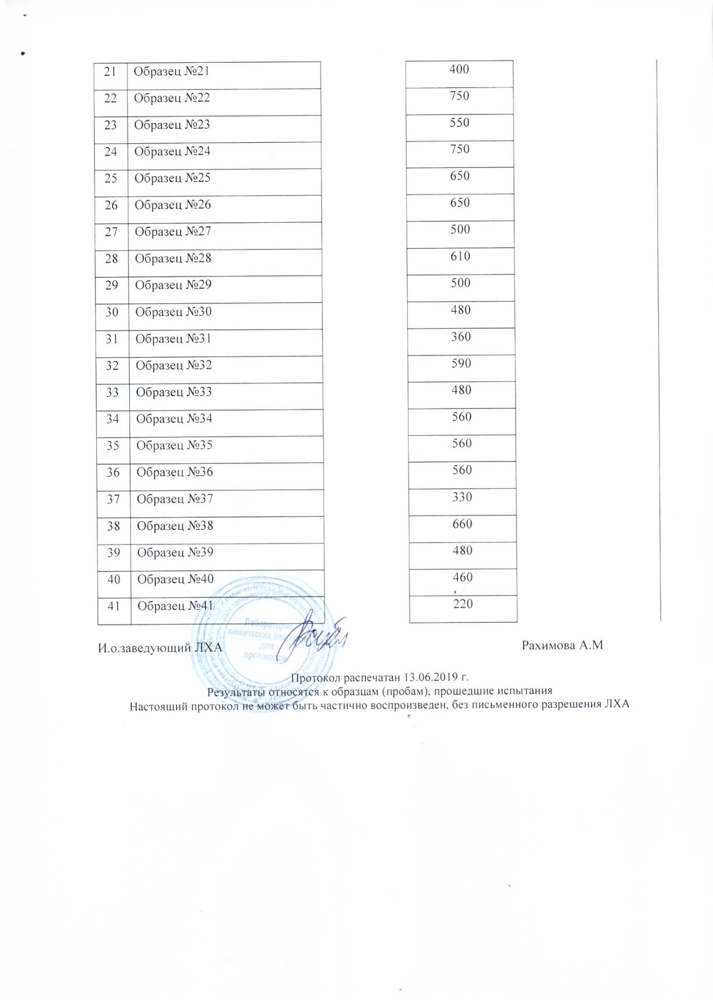 21 Образец №21 400
22 Образец №22 750
23 Образец №23 550
24 Образец №24 750
25 Образец №25 650
26 Образец №26 650
27 Образец №27 500
28 Образец №28 610
29 Образец №29 500
30 Образец №30 480
31 Образец №31 360
32 Образец №32 590
33 Образец №33 480
34 Образец №34 560
35 Образец №35 560
36 Образец №36 560
37 Образец №37 330
38 Образец №38 660
39 Образец №39 480
40 Образец №40 460
41 Образец №41 220
Лаборатория
химических анализов
для
протоколов
И.о.заведующий ЛХА Рахимова А.М
Протокол распечатан 13.06.2019 г.
Результаты относятся к образцам (пробам), прошедшие испытания
Настоящий протокол не может быть частично воспроизведен, без письменного разрешения ЛХА